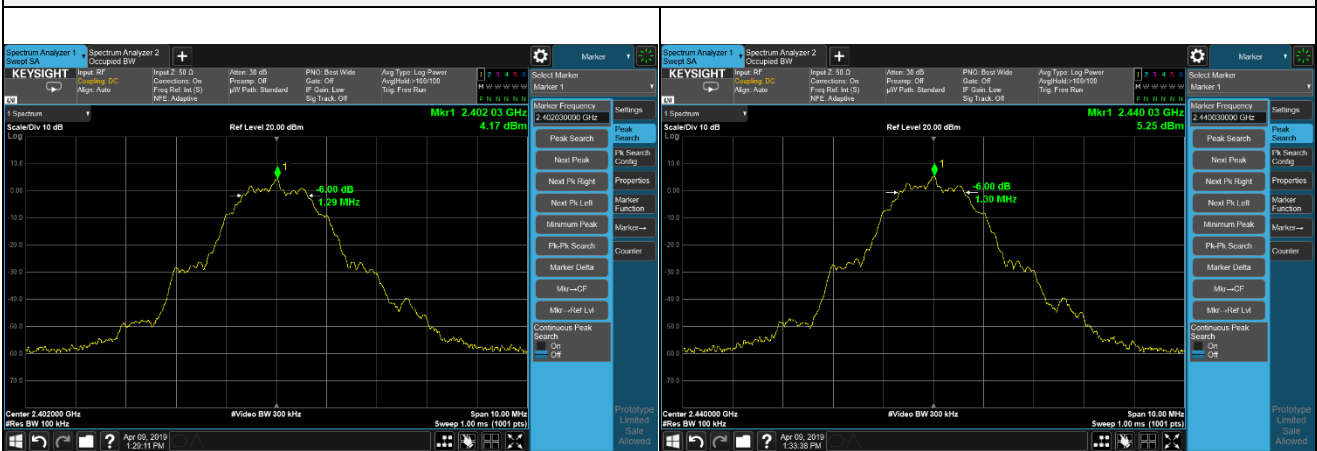 Spectrum Analyzer 1
Swept SA
Spectrum Analyzer 2
Occupied BW
+
Marker
KEYSIGHT
Input: RF
Coupling: DC
Align: Auto
Input Z: 50 Ω
Corrections: On
Freq Ref: Int (S)
NFE: Adaptive
Atten: 30 dB
Preamp: Off
µW Path: Standard
PNO: Best Wide
Gate: Off
IF Gain: Low
Sig Track: Off
Avg Type: Log-Power
Avg|Hold:>100/100
Trig: Free Run
1 2 3 4 5 6
M W W W W W
P N N N N N
LXI
1 Spectrum
Scale/Div 10 dB
Log
Ref Level 20.00 dBm
Mkr1 2.402 03 GHz
4.17 dBm
10.0
0.00
-10.0
-20.0
-30.0
-40.0
-50.0
-60.0
-70.0
1
-6.00 dB
1.29 MHz
Center 2.402000 GHz
#Res BW 100 kHz
#Video BW 300 kHz
Span 10.00 MHz
Sweep 1.00 ms (1001 pts)
Select Marker
Marker 1
Marker Frequency
2.402030000 GHz
Peak Search
Next Peak
Next Pk Right
Next Pk Left
Minimum Peak
Pk-Pk Search
Marker Delta
Mkr→CF
Mkr→Ref Lvl
Continuous Peak
Search
On
Off
Settings
Peak
Search
Pk Search
Config
Properties
Marker
Function
Marker→
Counter
Prototype
Limited
Sale
Allowed
?
Apr 09, 2019
1:29:11 PM
Spectrum Analyzer 1
Swept SA
Spectrum Analyzer 2
Occupied BW
+
Marker
KEYSIGHT
Input: RF
Coupling: DC
Align: Auto
Input Z: 50 Ω
Corrections: On
Freq Ref: Int (S)
NFE: Adaptive
Atten: 30 dB
Preamp: Off
µW Path: Standard
PNO: Best Wide
Gate: Off
IF Gain: Low
Sig Track: Off
Avg Type: Log-Power
Avg|Hold:>100/100
Trig: Free Run
1 2 3 4 5 6
M W W W W W
P N N N N N
LXI
1 Spectrum
Scale/Div 10 dB
Log
Ref Level 20.00 dBm
Mkr1 2.440 03 GHz
5.25 dBm
10.0
0.00
-10.0
-20.0
-30.0
-40.0
-50.0
-60.0
-70.0
1
-6.00 dB
1.30 MHz
Center 2.440000 GHz
#Res BW 100 kHz
#Video BW 300 kHz
Span 10.00 MHz
Sweep 1.00 ms (1001 pts)
Select Marker
Marker 1
Marker Frequency
2.440030000 GHz
Peak Search
Next Peak
Next Pk Right
Next Pk Left
Minimum Peak
Pk-Pk Search
Marker Delta
Mkr→CF
Mkr→Ref Lvl
Continuous Peak
Search
On
Off
Settings
Peak
Search
Pk Search
Config
Properties
Marker
Function
Marker→
Counter
Prototype
Limited
Sale
Allowed
?
Apr 09, 2019
1:33:38 PM